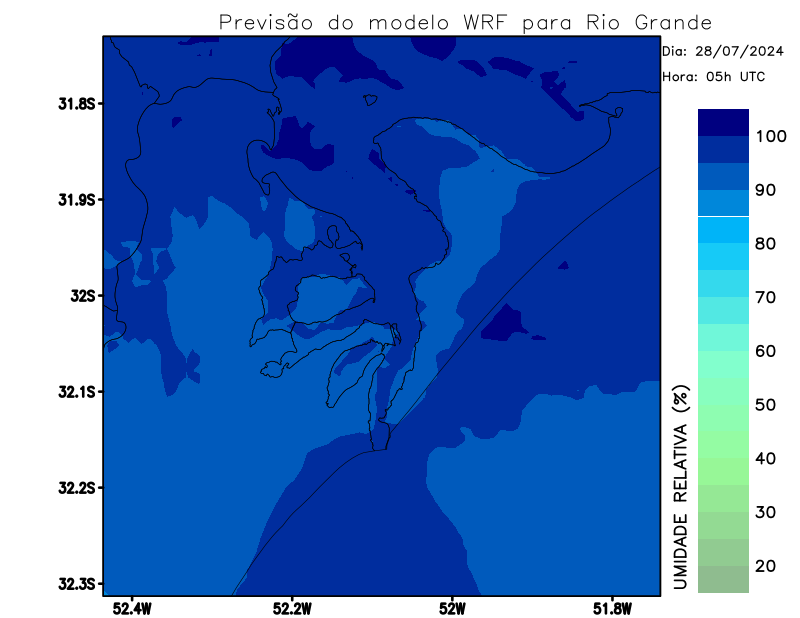 Previsão do modelo WRF para Rio Grande
Dia: 28/07/2024
Hora: 05h UTC
31.8S
31.9S
32S
32.1S
32.2S
32.3S
52.4W
52.2W
52W
51.8W
100
90
80
70
60
50
40
30
20
UMIDADE RELATIVA (%)